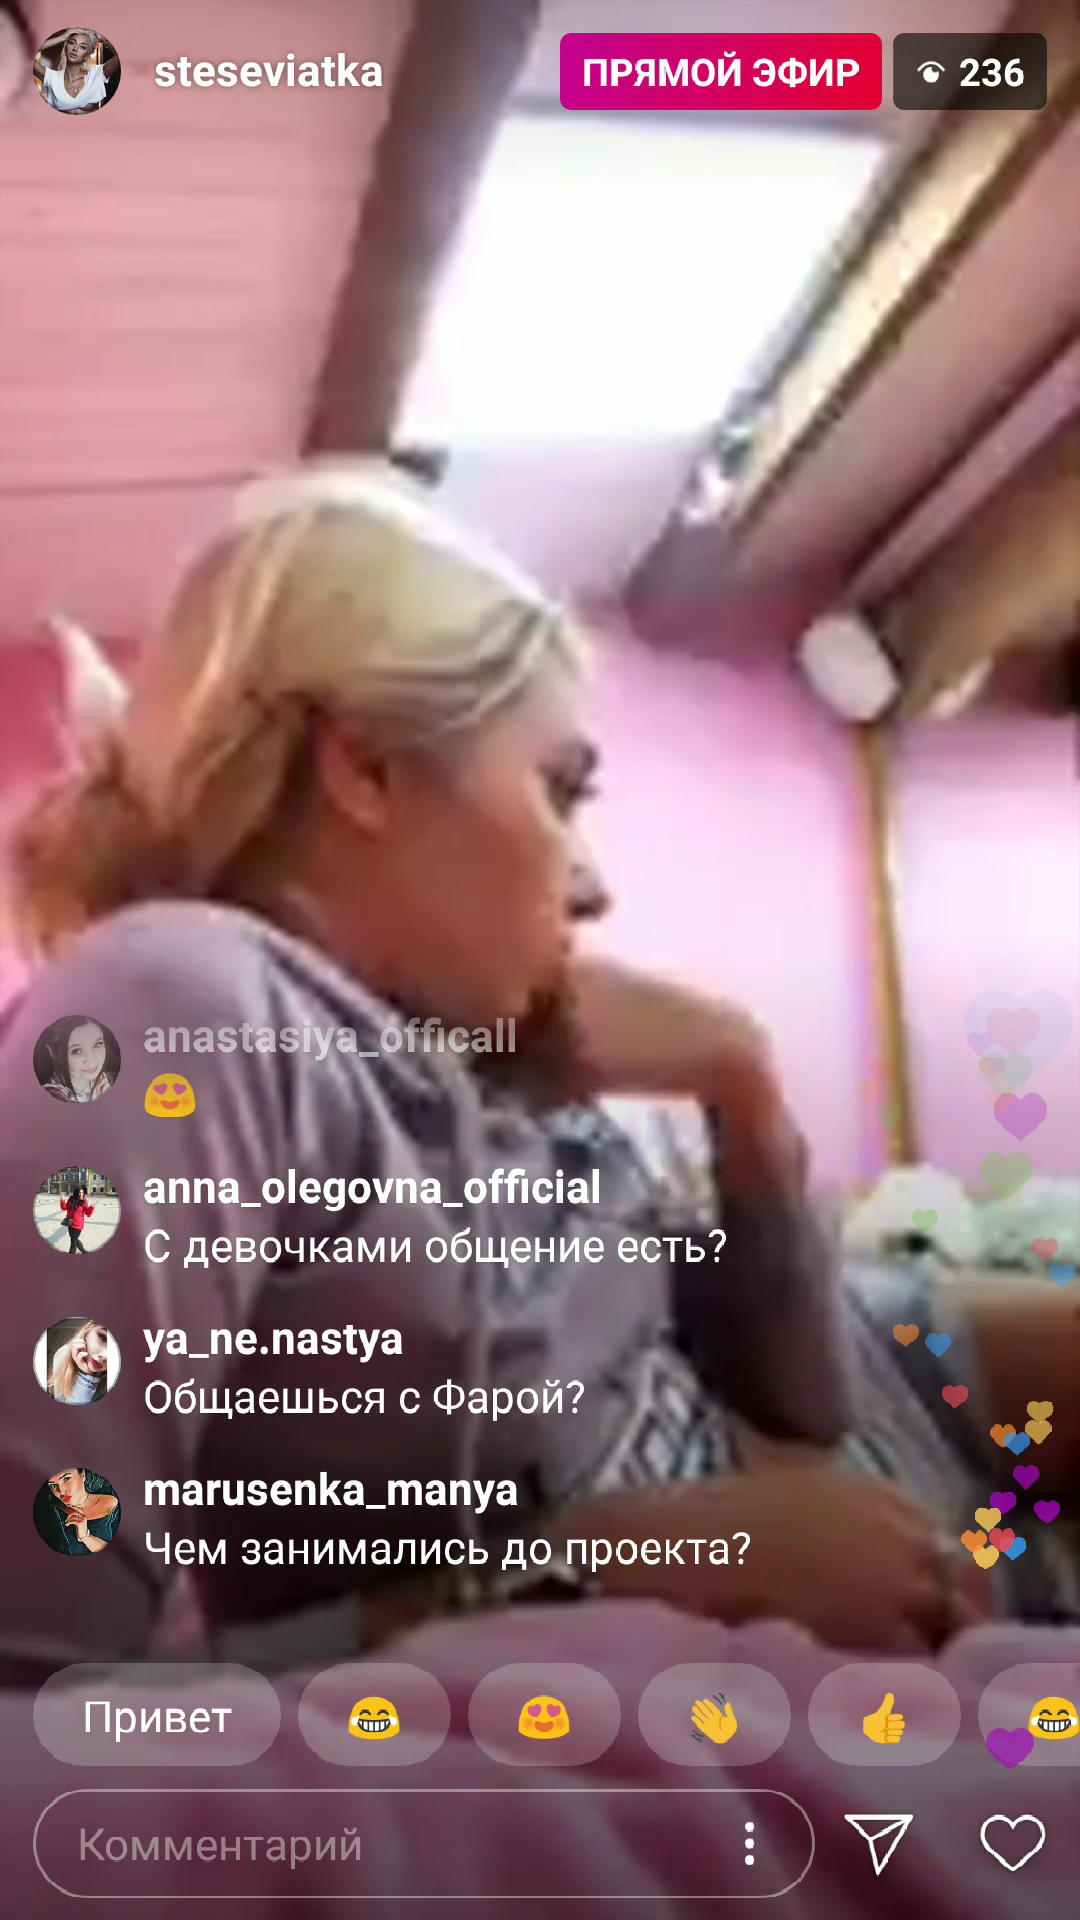 steseviatka
ПРЯМОЙ ЭФИР
236
anastasiya_officall
😍
anna_olegovna_official
С девочками общение есть?
ya_ne.nastya
Общаешься с Фарой?
marusenka_manya
Чем занимались до проекта?
Привет 😂 😍 👋 👍 😂
Комментарий